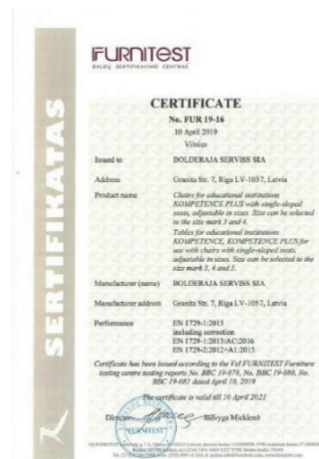 FURNITEST
BALDŲ SERTIFIKAVIMO CENTRAS
SERTIFIKATAS
CERTIFICATE
No. FUR 19-16
10 April 2019
Vilnius
Issued to BOLDERAJA SERVISS SIA
Address Granita Str. 7, Riga LV-1057, Latvia
Product name Chairs for educational institutions
KOMPETENCE PLUS with single-sloped
seats, adjustable in sizes. Size can be selected
to the size mark 3 and 4.
Tables for educational institutions
KOMPETENCE, KOMPETENCE PLUS for
use with chairs with single-sloped seats,
adjustable in sizes. Size can be selected to the
size mark 3, 4 and 5.
Manufacturer (name) BOLDERAJA SERVISS SIA
Manufacturer address Granita Str. 7, Riga LV-1057, Latvia
Performance EN 1729-1:2015
including correction
EN 1729-1:2015/AC:2016
EN 1729-2:2012+A1:2015
Certificate has been issued according to the VsI FURNITEST Furniture
testing centre testing reports No. BBC 19-079, No. BBC 19-080, No.
BBC 19-081 dated April 10, 2019
The certificate is valid till 10 April 2021
Director Jadvyga Mickienė
"FURNITEST"